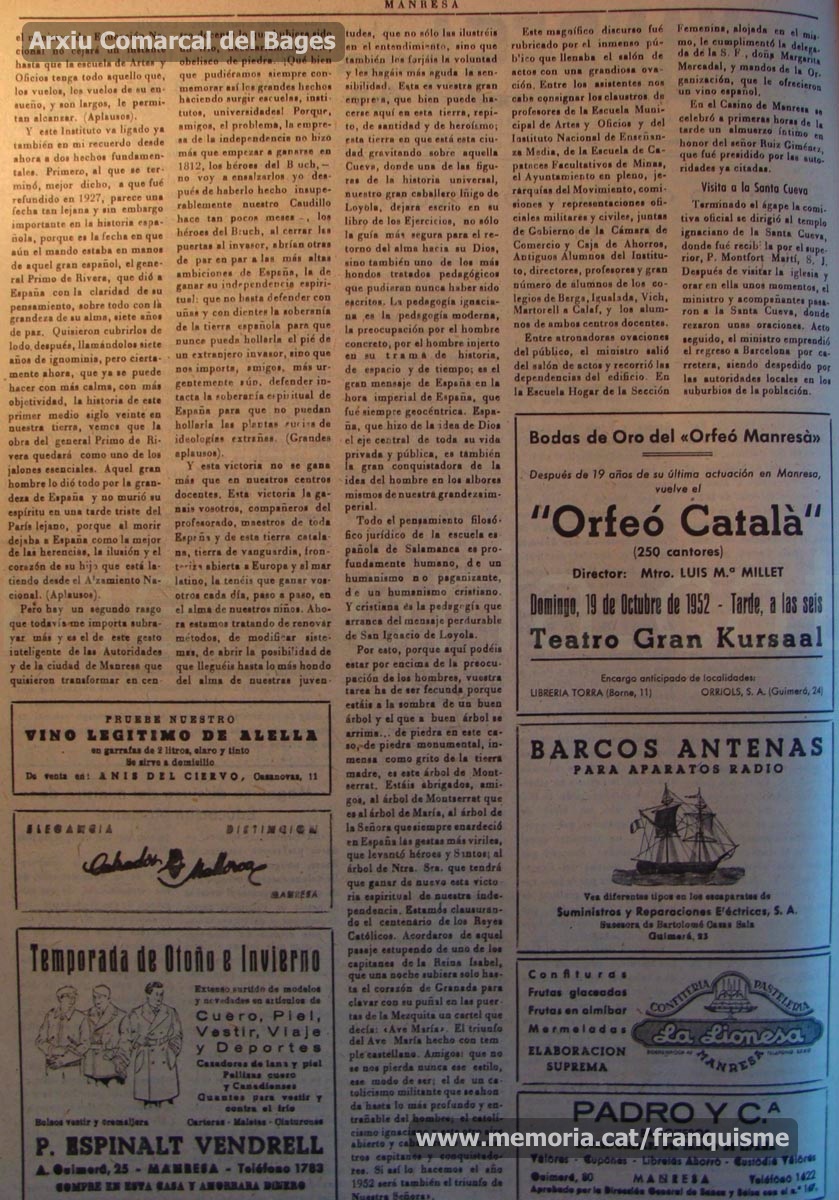 MANRESA
Arxiu Comarcal del Bages
hasta que la escuela de Artes y
Oficios tenga todo aquello que,
los vuelos, los vuelos de su en-
sueño, y son largos, le permi-
tan alcanzar. (Aplausos).
Y este Instituto va ligado ya
también en mi recuerdo desde
ahora a dos hechos fundamen-
tales. Primero, al que se ter-
minó, mejor dicho, a que fué
refundido en 1927, parece una
fecha tan lejana y sin embargo
importante en la historia espa-
ñola, porque es la fecha en que
aún el mando estaba en manos
de aquel gran español, el gene-
ral Primo de Rivera, que dió a
España con la claridad de su
pensamiento, sobre todo con la
grandeza de su alma, siete años
de paz. Quisieron cubrirlos de
lodo después, llamándolos siete
años de ignominia, pero cierta-
mente ahora, que ya se puede
hacer con más calma, con más
objetividad, la historia de este
primer medio siglo veinte en
nuestra tierra, vemos que la
obra del general Primo de Ri-
vera quedará como uno de los
jalones esenciales. Aquel gran
hombre lo dió todo por la gran-
deza de España y no murió su
espíritu en una tarde triste del
París lejano, porque al morir
dejaba a España como la mejor
de las herencias, la ilusión y el
corazón de su hijo que está la-
tiendo desde el Alzamiento Na-
cional. (Aplausos).
Pero hay un segundo rasgo
que todavía me importa subra-
yar más y es el de este gesto
inteligente de las Autoridades
y de la ciudad de Manresa que
quisieron transformar en cen-
obelisco de piedra. ¡Qué bien
que pudiéramos siempre con-
memorar así los grandes hechos
haciendo surgir escuelas, insti-
tutos, universidades! Porque,
amigos, el problema, la empre-
sa de la independencia no hizo
más que empezar a ganarse en
1812, los héroes del Bruch,—
no voy a ensalzarlos yo des-
pués de haberlo hecho insupe-
rablemente nuestro Caudillo
hace tan pocos meses—, los
héroes del Bruch, al cerrar las
puertas al invasor, abrían otras
de par en par a las más altas
ambiciones de España, la de
ganar su independencia espiri-
tual: que no basta defender con
uñas y con dientes la soberanía
de la tierra española para que
nunca pueda hollarla el pié de
un extranjero invasor, sino que
nos importa, amigos, más ur-
gentemente aún, defender in-
tacta la soberanía espiritual de
España para que no puedan
hollarla las plantas sucias de
ideologías extrañas. (Grandes
aplausos).
Y esta victoria no se gana
más que en nuestros centros
docentes. Esta victoria la ga-
náis vosotros, compañeros del
profesorado, maestros de toda
España y de esta tierra catala-
na, tierra de vanguardia, fron-
teriza abierta a Europa y al mar
latino, la tenéis que ganar vos-
otros cada día, paso a paso, en
el alma de nuestros niños. Aho-
ra estamos tratando de renovar
métodos, de modificar siste-
mas, de abrir la posibilidad de
que lleguéis hasta lo más hondo
del alma de nuestras juven-
tudes, que no sólo las ilustréis
en el entendimiento, sino que
también les forjáis la voluntad
y les hagáis más aguda la sen-
sibilidad. Esta es vuestra gran
empresa, que bien puede ha-
cerse aquí en esta tierra, repi-
to, de santidad y de heroísmo;
esta tierra en que está esta ciu-
dad gravitando sobre aquella
Cueva, donde una de las figu-
ras de la historia universal,
nuestro gran caballero Iñigo de
Loyola, dejara escrito en su
libro de los Ejercicios, no sólo
la guía más segura para el re-
torno del alma hacia su Dios,
sino también uno de los más
hondos tratados pedagógicos
que pudieran nunca haber sido
escritos. La pedagogía ignacia-
na es la pedagogía moderna,
la preocupación por el hombre
concreto, por el hombre injerto
en su trama de historia,
de espacio y de tiempo; es el
gran mensaje de España en la
hora imperial de España, que
fué siempre geocéntrica. Espa-
ña, que hizo de la idea de Dios
el eje central de toda su vida
privada y pública, es también
la gran conquistadora de la
idea del hombre en los albores
mismos de nuestra grandeza im-
perial.
Todo el pensamiento filosó-
fico jurídico de la escuela es-
pañola de Salamanca es pro-
fundamente humano, de un
humanismo no paganizante,
de un humanismo cristiano.
Y cristiana es la pedagogía que
arranca del mensaje perdurable
de San Ignacio de Loyola.
Por esto, porque aquí podéis
estar por encima de la preocu-
pación de los hombres, vuestra
tarea ha de ser fecunda porque
estáis a la sombra de un buen
árbol y el que a buen árbol se
arrima... de piedra en este ca-
so, de piedra monumental, in-
mensa como grito de la tierra
madre, es este árbol de Mont-
serrat. Estáis abrigados, ami-
gos, al árbol de Montserrat que
es al árbol de María, al árbol de
la Señora que siempre enardeció
en España las gestas más viriles,
que levantó héroes y Santos; al
árbol de Ntra. Sra. que tendrá
que ganar de nuevo esta victo-
ria espiritual de nuestra inde-
pendencia. Estamos clausuran-
do el centenario de los Reyes
Católicos. Acordaros de aquel
pasaje estupendo de uno de los
capitanes de la Reina Isabel,
que una noche subiera solo has-
ta el corazón de Granada para
clavar con su puñal en las puer-
tas de la Mezquita un cartel que
decía: «Ave María». El triunfo
del Ave María hecho con tem-
ple castellano. Amigos: que no
se nos pierda nunca ese estilo,
ese modo de ser; el de un ca-
tolicismo militante que se ahon-
da hasta lo más profundo y en-
trañable del hombre; el catoli-
cismo
abierto y
tros capitanes y conquistado-
res. Si así lo hacemos el año
1952 será también el triunfo de
Nuestra Señora».
Este magnífico discurso fué
rubricado por el inmenso pú-
blico que llenaba el salón de
actos con una grandiosa ova-
ción. Entre los asistentes nos
cabe consignar los claustros de
profesores de la Escuela Muni-
cipal de Artes y Oficios y del
Instituto Nacional de Enseñan-
za Media, de la Escuela de Ca-
pataces Facultativos de Minas,
el Ayuntamiento en pleno, je-
rarquías del Movimiento, comi-
siones y representaciones ofi-
ciales militares y civiles, juntas
de Gobierno de la Cámara de
Comercio y Caja de Ahorros,
Antiguos Alumnos del Institu-
to, directores, profesores y gran
número de alumnos de los co-
legios de Berga, Igualada, Vich,
Martorell a Calaf, y los alum-
nos de ambos centros docentes.
Entre atronadoras ovaciones
del público, el ministro salió
del salón de actos y recorrió las
dependencias del edificio. En
la Escuela Hogar de la Sección
Femenina, alojada en el mis-
mo, le cumplimentó la delega-
da de la S. F., doña Margarita
Mercadal, y mandos de la Or-
ganización, que le ofrecieron
un vino español.
En el Casino de Manresa se
celebró a primeras horas de la
tarde un almuerzo íntimo en
honor del señor Ruiz Giménez,
que fué presidido por las auto-
ridades ya citadas.
Visita a la Santa Cueva
Terminado el ágape la comi-
tiva oficial se dirigió al templo
ignaciano de la Santa Cueva,
donde fué recibida por el supe-
rior, P. Montfort Martí, S. J.
Después de visitar la iglesia y
orar en ella unos momentos, el
ministro y acompañantes pasa-
ron a la Santa Cueva, donde
rezaron unas oraciones. Acto
seguido, el ministro emprendió
el regreso a Barcelona por ca-
rretera, siendo despedido por
las autoridades locales en los
suburbios de la población.
Bodas de Oro del «Orfeó Manresà»
Después de 19 años de su última actuación en Manresa,
vuelve el
"Orfeó Català"
(250 cantores)
Director: Mtro. LUIS M.ª MILLET
Domingo, 19 de Octubre de 1952 - Tarde, a las seis
Teatro Gran Kursaal
Encargo anticipado de localidades:
LIBRERIA TORRA (Borne, 11) ORRIOLS, S. A. (Guimerá, 24)
BARCOS ANTENAS
PARA APARATOS RADIO
Vea diferentes tipos en los escaparates de
Suministros y Reparaciones Eléctricas, S. A.
Sucesora de Bartolomé Casas Sala
Guimerá, 23
Confituras
Frutas glaceadas
Frutas en almíbar
Mermeladas
ELABORACION
SUPREMA
CONFITERIA PASTELERIA
La Lionesa
MANRESA
PADRO Y C.ª
Valores - Cupones - Libretas Ahorro - Custodia Valores
Guimerá, 80 MANRESA Teléfono 1422
Aprobado por la Dirección General de Banca y Bolsa con el n.º 167.
PRUEBE NUESTRO
VINO LEGITIMO DE ALELLA
en garrafas de 2 litros, claro y tinto
Se sirve a domicilio
De venta en: ANIS DEL CIERVO, Casanovas, 11
ELEGANCIA DISTINCION
Calzados Mallorca
MANRESA
Temporada de Otoño e Invierno
Extenso surtido de modelos
y novedades en artículos de
Cuero, Piel,
Vestir, Viaje
y Deportes
Cazadoras de lana y piel
Pellizas cuero
y Canadienses
Guantes para vestir y
contra el frío
Bolsos vestir y cremallera Carteras - Maletas - Cinturones
P. ESPINALT VENDRELL
A. Guimerá, 25 - MANRESA - Teléfono 1783
COMPRE EN ESTA CASA Y AHORRARA DINERO
www.memoria.cat/franquisme